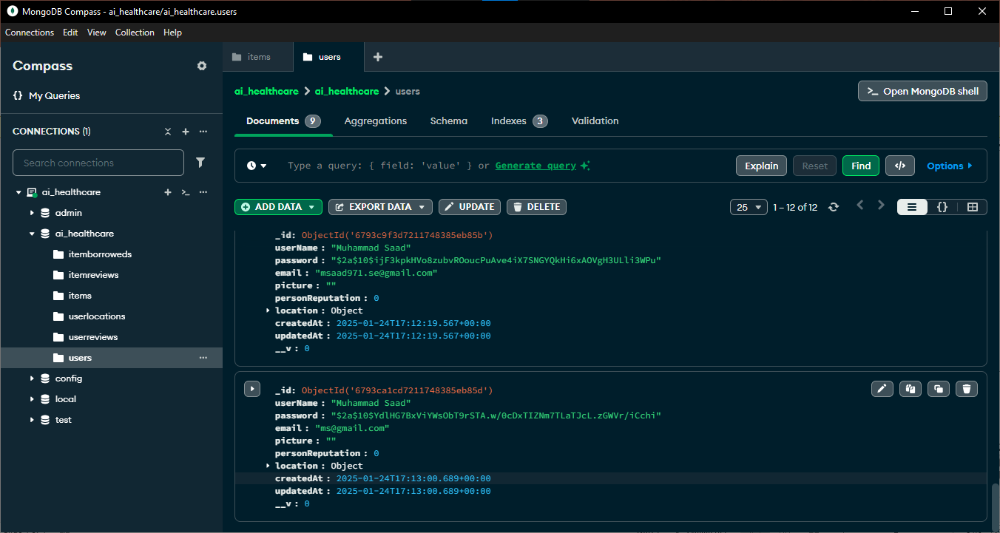 MongoDB Compass - ai_healthcare/ai_healthcare.users
Connections Edit View Collection Help
Compass
My Queries
CONNECTIONS (1)
Search connections
ai_healthcare
admin
ai_healthcare
itemborroweds
itemreviews
items
userlocations
userreviews
users
config
local
test
items users
ai_healthcare > ai_healthcare > users
Open MongoDB shell
Documents 9 Aggregations Schema Indexes 3 Validation
Type a query: { field: 'value' } or Generate query
Explain Reset Find </> Options
ADD DATA EXPORT DATA UPDATE DELETE
25 1 – 12 of 12 {}
_id: ObjectId('6793c9f3d7211748385eb85b')
userName : "Muhammad Saad"
password : "$2a$10$ijF3kpkHVo8zubvROoucPuAve4iX7SNGYQkHi6xAOVgH3ULli3WPu"
email : "msaad971.se@gmail.com"
picture : ""
personReputation : 0
location : Object
createdAt : 2025-01-24T17:12:19.567+00:00
updatedAt : 2025-01-24T17:12:19.567+00:00
__v : 0
_id: ObjectId('6793ca1cd7211748385eb85d')
userName : "Muhammad Saad"
password : "$2a$10$YdlHG7BxViYWsObT9rSTA.w/0cDxTIZNm7TLaTJcL.zGWVr/iCchi"
email : "ms@gmail.com"
picture : ""
personReputation : 0
location : Object
createdAt : 2025-01-24T17:13:00.689+00:00
updatedAt : 2025-01-24T17:13:00.689+00:00
__v : 0